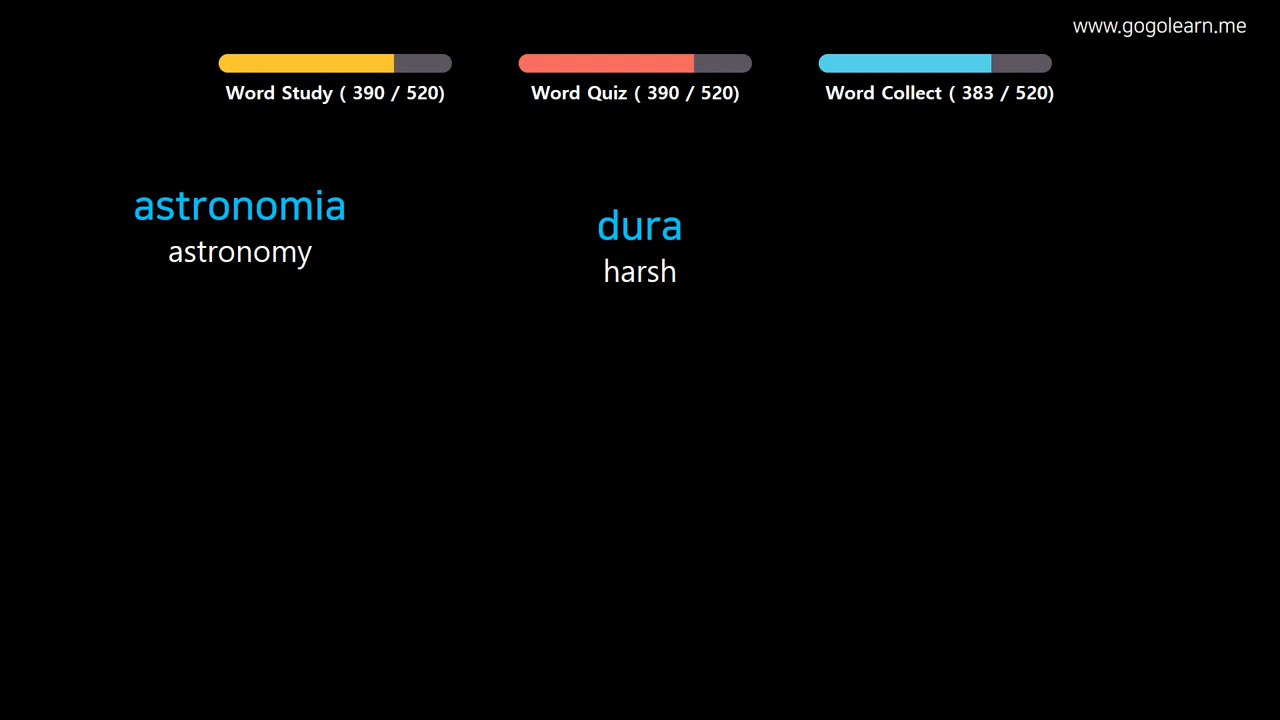 www.gogolearn.me
Word Study ( 390 / 520)
Word Quiz ( 390 / 520)
Word Collect ( 383 / 520)
astronomia
astronomy
dura
harsh